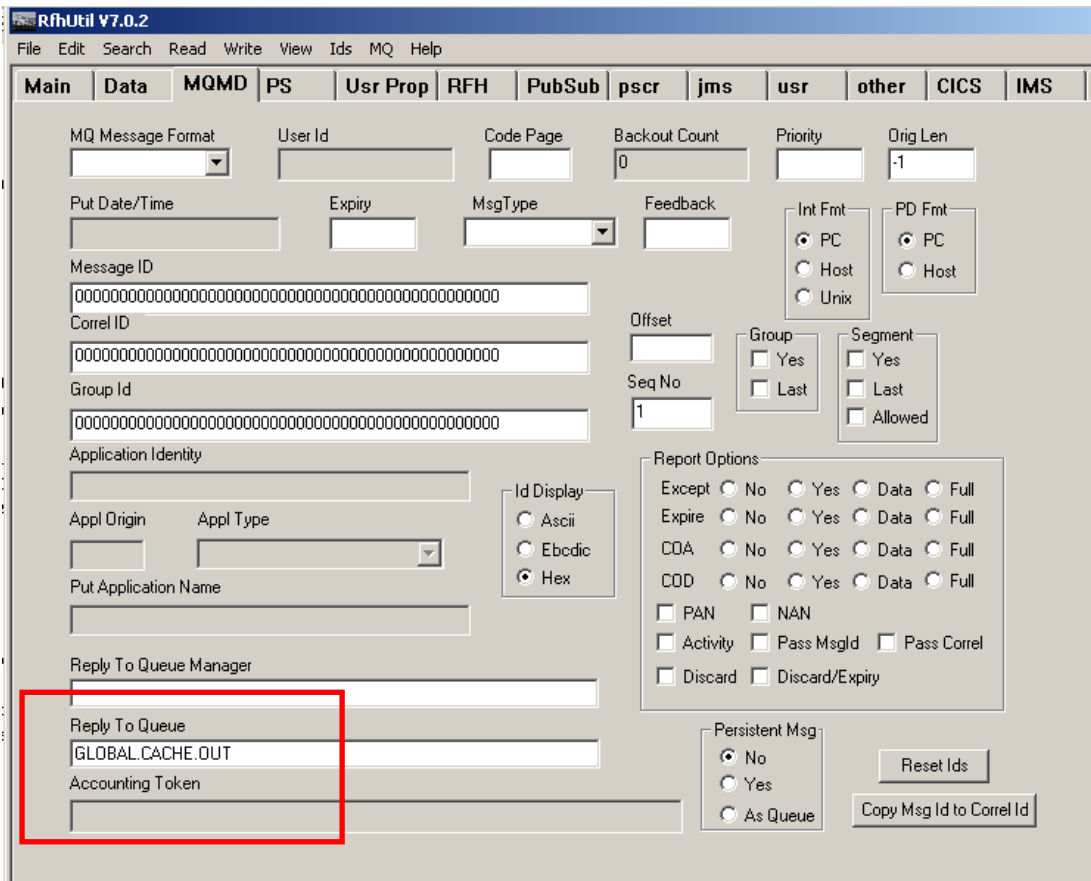 RfhUtil V7.0.2
File Edit Search Read Write View Ids MQ Help
Main Data MQMD PS Usr Prop RFH PubSub pscr jms usr other CICS IMS
MQ Message Format User Id Code Page Backout Count Priority Orig Len
0 -1
Put Date/Time Expiry MsgType Feedback Int Fmt PD Fmt
PC PC
Message ID Host Host
000000000000000000000000000000000000000000000000 Unix
Correl ID Offset
000000000000000000000000000000000000000000000000
Group Segment
Yes Yes
Group Id Seq No Last Last
000000000000000000000000000000000000000000000000 1 Allowed
Application Identity Report Options
Id Display Except No Yes Data Full
Appl Origin Appl Type Ascii Expire No Yes Data Full
Ebcdic COA No Yes Data Full
Put Application Name Hex COD No Yes Data Full
PAN NAN
Activity Pass MsgId Pass Correl
Reply To Queue Manager Discard Discard/Expiry
Reply To Queue Persistent Msg
GLOBAL.CACHE.OUT No Reset Ids
Accounting Token Yes
As Queue Copy Msg Id to Correl Id